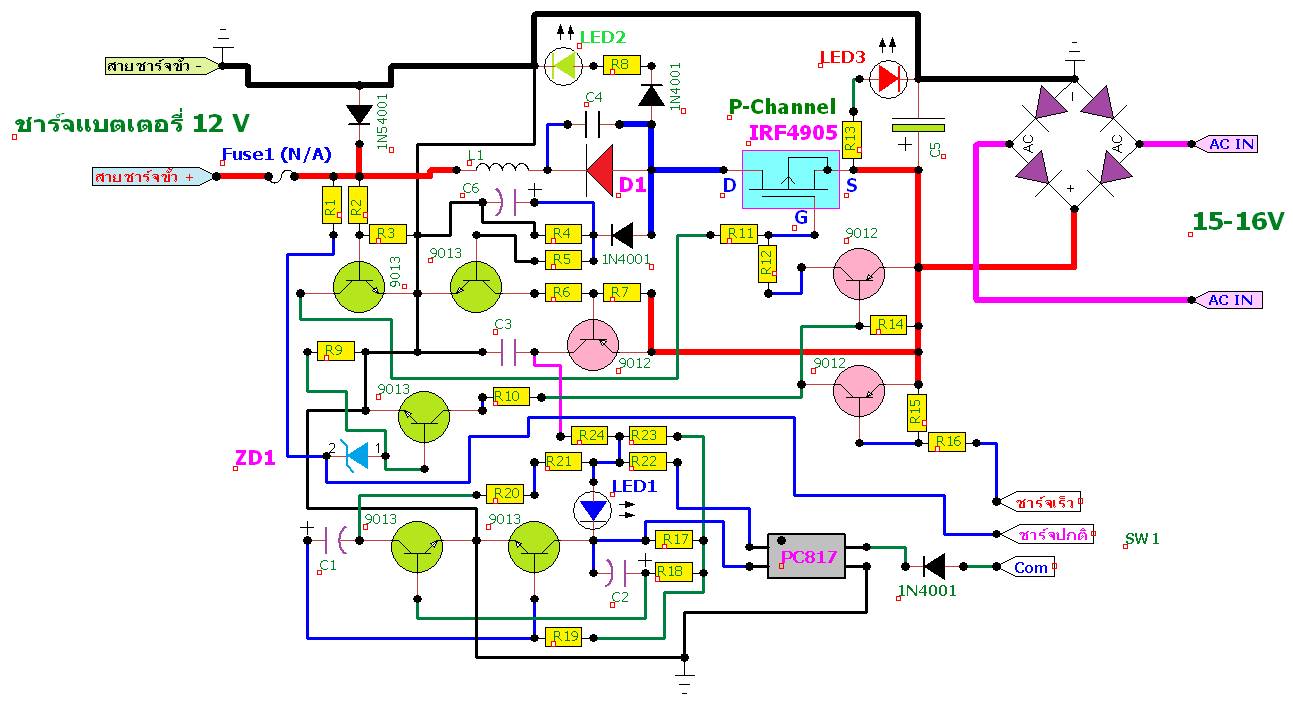 LED2
สายชาร์จขั้ว -
R8
1N4001
C4
P-Channel
IRF4905
LED3
R13
C5
+
-
AC
AC
+
AC IN
15-16V
AC IN
ชาร์จแบตเตอรี่ 12 V
1N54001
Fuse1 (N/A)
สายชาร์จขั้ว +
L1
D1
D
S
G
C6
+
R1
R2
R3
R4
R5
1N4001
R11
R12
9012
9013
9013
R6
R7
R14
C3
9012
9012
R9
R15
9013
R10
R16
ZD1
2
1
R24
R23
R21
R22
LED1
R20
ชาร์จเร็ว
ชาร์จปกติ
SW1
Com
+
C1
9013
9013
R17
R18
+
C2
PC817
1N4001
R19